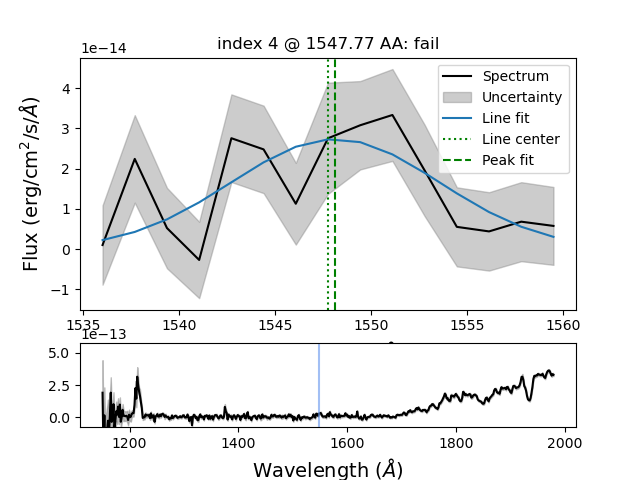 index 4 @ 1547.77 AA: fail
1e−14
Flux (erg/cm²/s/Å)
4
3
2
1
0
−1
Spectrum
Uncertainty
Line fit
Line center
Peak fit
1535 1540 1545 1550 1555 1560
1e−13
5.0
2.5
0.0
1200 1400 1600 1800 2000
Wavelength (Å)